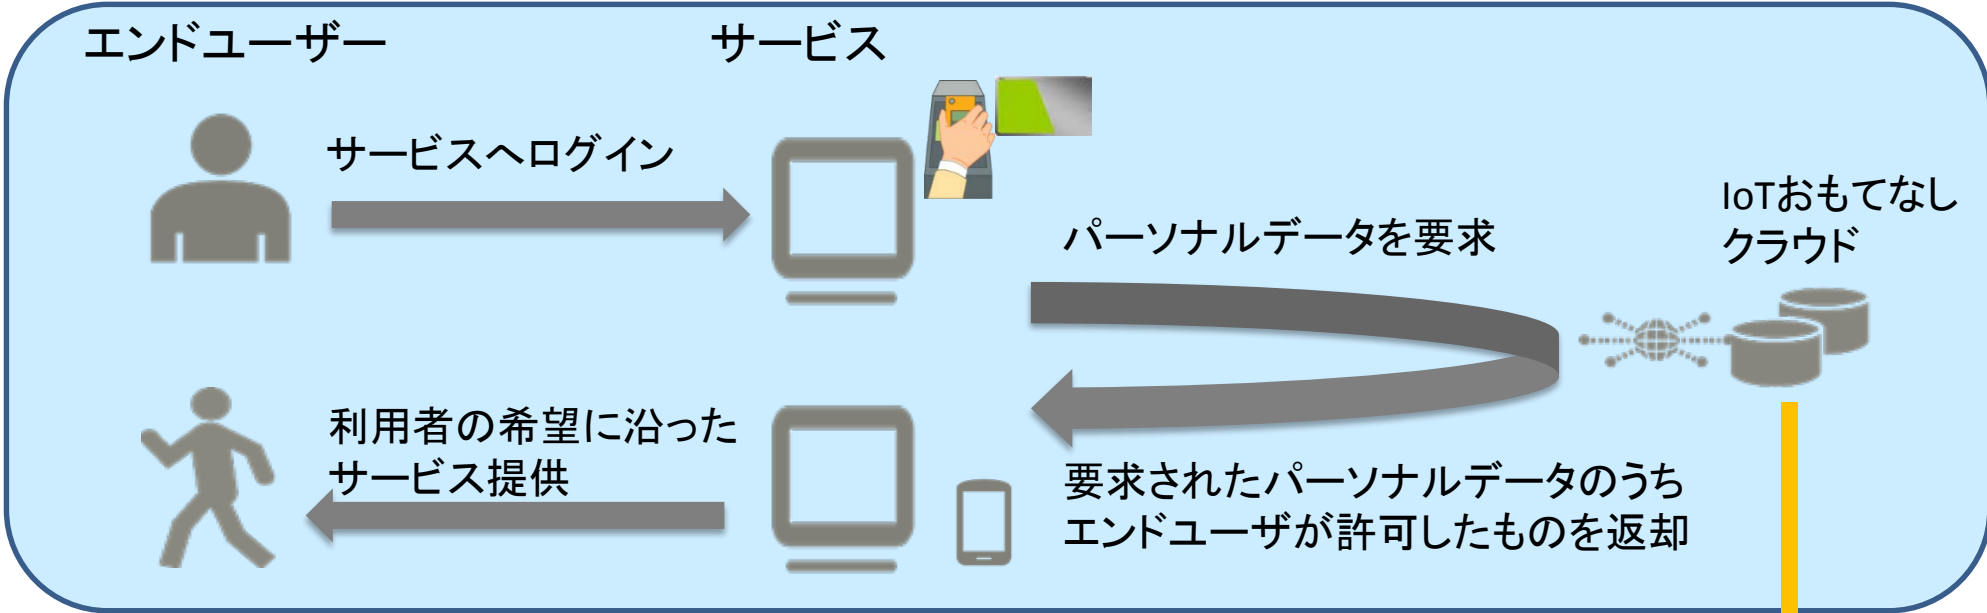 エンドユーザー
サービス
サービスへログイン
パーソナルデータを要求
IoTおもてなし
クラウド
利用者の希望に沿った
サービス提供
要求されたパーソナルデータのうち
エンドユーザが許可したものを返却